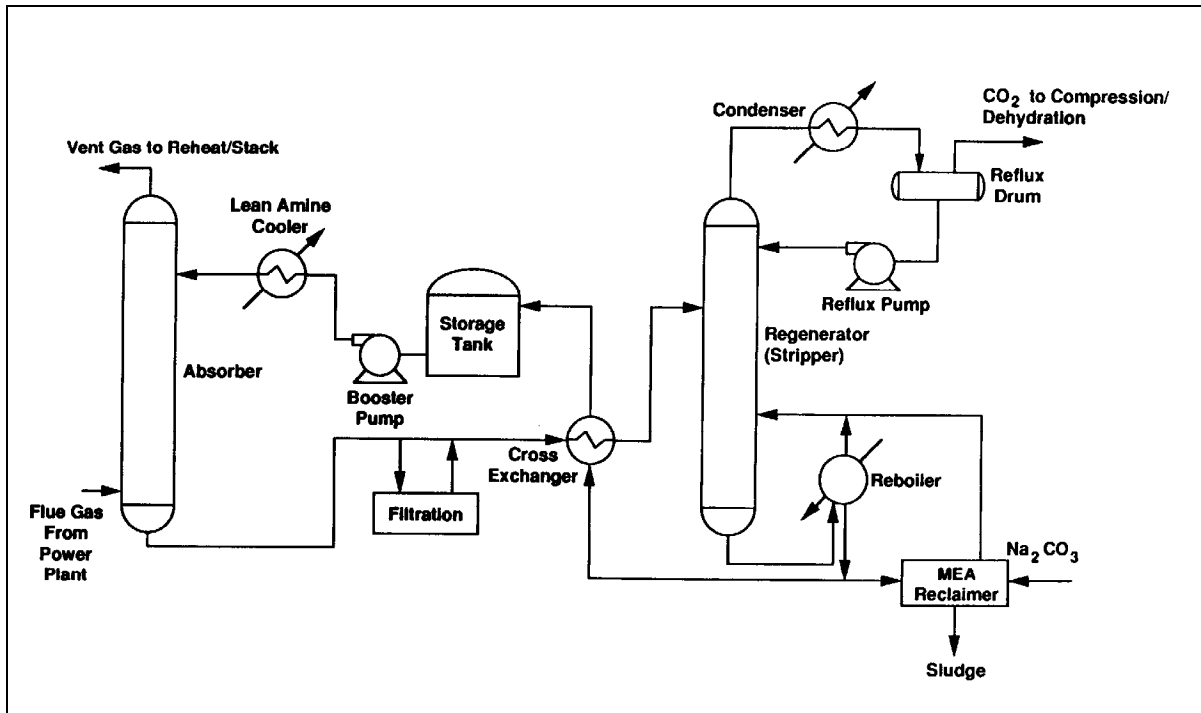 Condenser
CO₂ to Compression/
Dehydration
Vent Gas to Reheat/Stack
Reflux
Drum
Lean Amine
Cooler
Reflux Pump
Storage
Tank
Regenerator
(Stripper)
Absorber
Booster
Pump
Cross
Exchanger
Reboiler
Filtration
Flue Gas
From
Power
Plant
Na₂CO₃
MEA
Reclaimer
Sludge